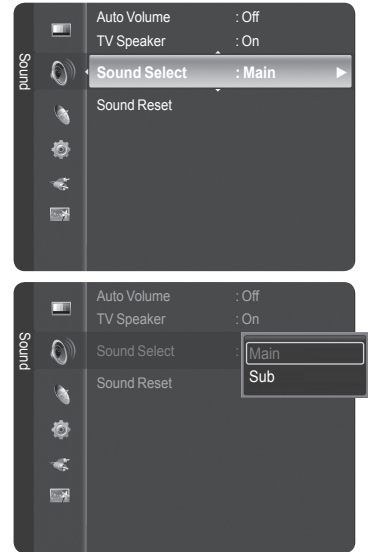 Sound
Auto Volume : Off
TV Speaker : On
Sound Select : Main
Sound Reset
Sound
Auto Volume : Off
TV Speaker : On
Sound Select :
Main
Sub
Sound Reset